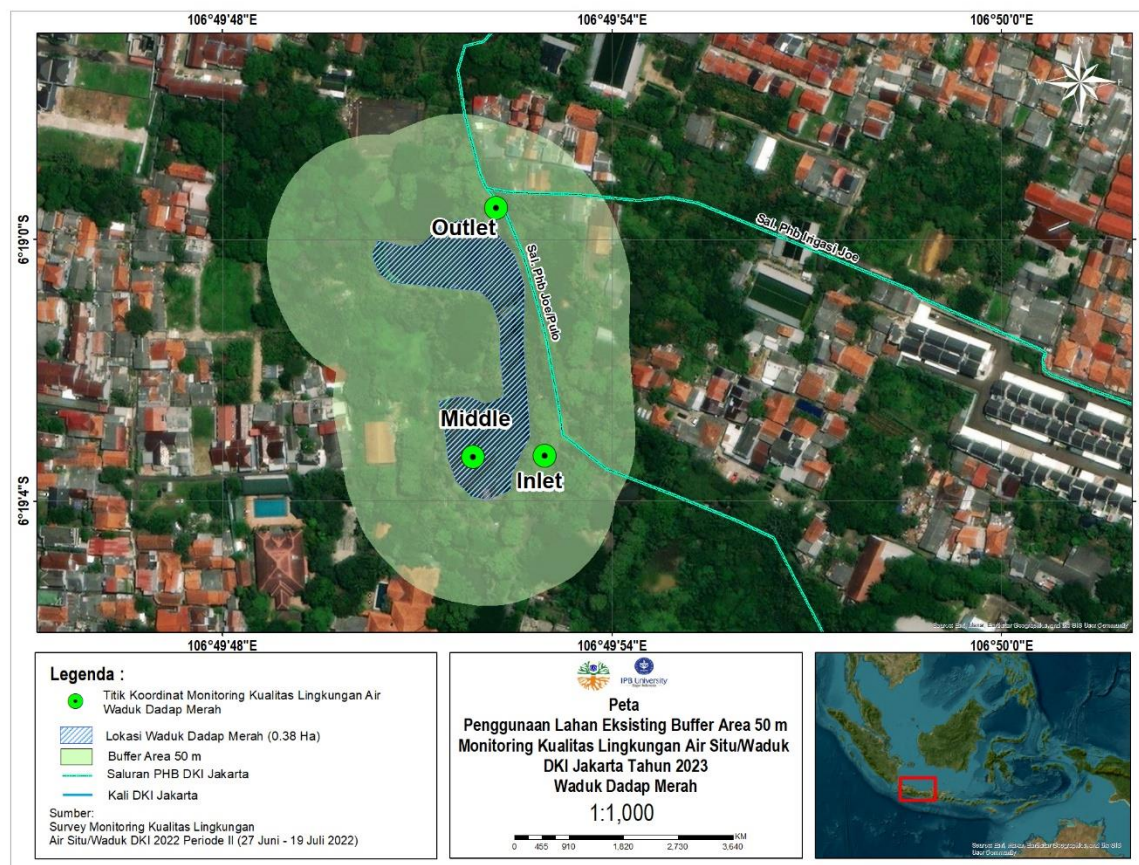 106°49'48"E
106°49'54"E
106°50'0"E
6°19'0"S
6°19'4"S
N
Outlet
Sal. Phb Joe/Pulo
Sal. Phb Irigasi Joe
Middle
Inlet
106°49'48"E
106°49'54"E
106°50'0"E
Legenda :
Titik Koordinat Monitoring Kualitas Lingkungan Air
Waduk Dadap Merah
Lokasi Waduk Dadap Merah (0.38 Ha)
Buffer Area 50 m
Saluran PHB DKI Jakarta
Kali DKI Jakarta
Sumber:
Survey Monitoring Kualitas Lingkungan
Air Situ/Waduk DKI 2022 Periode II (27 Juni - 19 Juli 2022)
IPB University
Peta
Penggunaan Lahan Eksisting Buffer Area 50 m
Monitoring Kualitas Lingkungan Air Situ/Waduk
DKI Jakarta Tahun 2023
Waduk Dadap Merah
1:1,000
KM
0 455 910 1,820 2,730 3,640